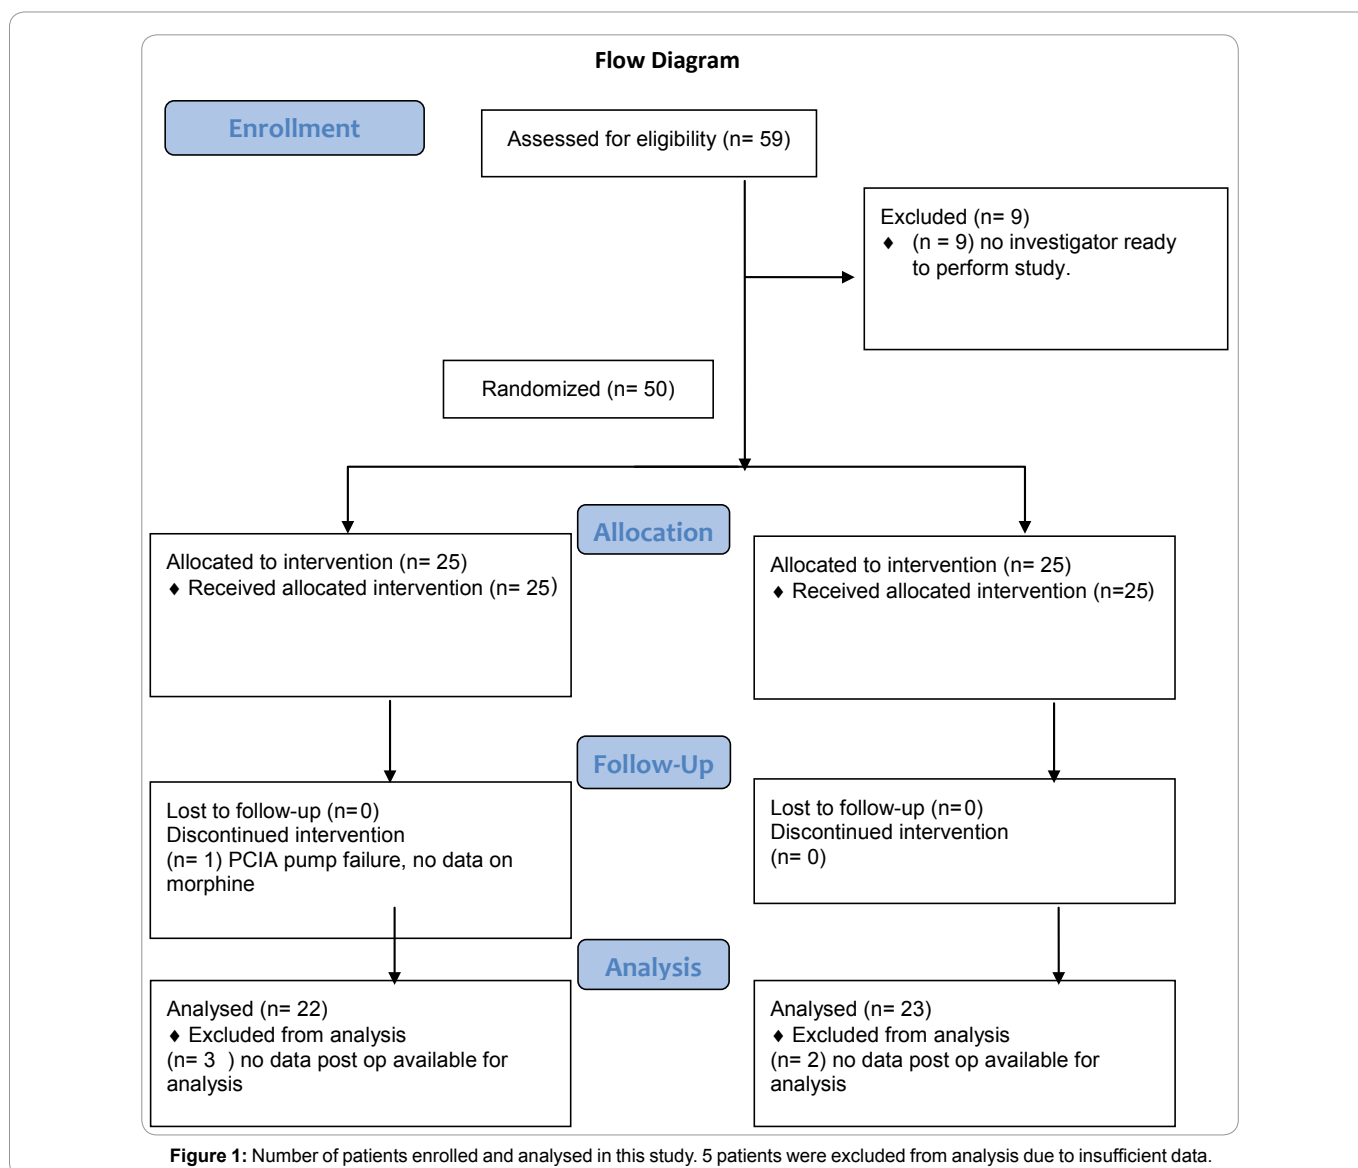 Flow Diagram
Enrollment
Assessed for eligibility (n= 59)
Excluded (n= 9)
♦ (n = 9) no investigator ready
to perform study.
Randomized (n= 50)
Allocation
Allocated to intervention (n= 25)
♦ Received allocated intervention (n= 25)
Allocated to intervention (n= 25)
♦ Received allocated intervention (n=25)
Follow-Up
Lost to follow-up (n=0)
Discontinued intervention
(n= 1) PCIA pump failure, no data on
morphine
Lost to follow-up (n=0)
Discontinued intervention
(n= 0)
Analysis
Analysed (n= 22)
♦ Excluded from analysis
(n= 3 ) no data post op available for
analysis
Analysed (n= 23)
♦ Excluded from analysis
(n= 2) no data post op available for
analysis
Figure 1: Number of patients enrolled and analysed in this study. 5 patients were excluded from analysis due to insufficient data.